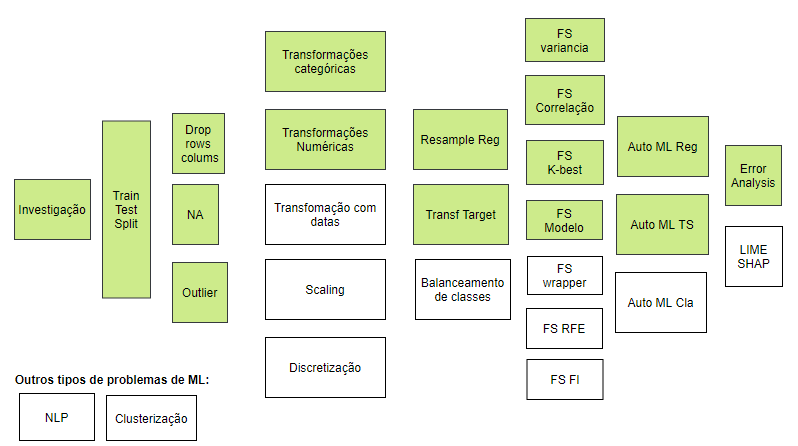 Investigação
Train
Test
Split
Drop
rows
colums
NA
Outlier
Transformações
categóricas
Transformações
Numéricas
Transfomação com
datas
Scaling
Discretização
Resample Reg
Transf Target
Balanceamento
de classes
FS
variancia
FS
Correlação
FS
K-best
FS
Modelo
FS
wrapper
FS RFE
FS FI
Auto ML Reg
Auto ML TS
Auto ML Cla
Error
Analysis
LIME
SHAP
Outros tipos de problemas de ML:
NLP
Clusterização